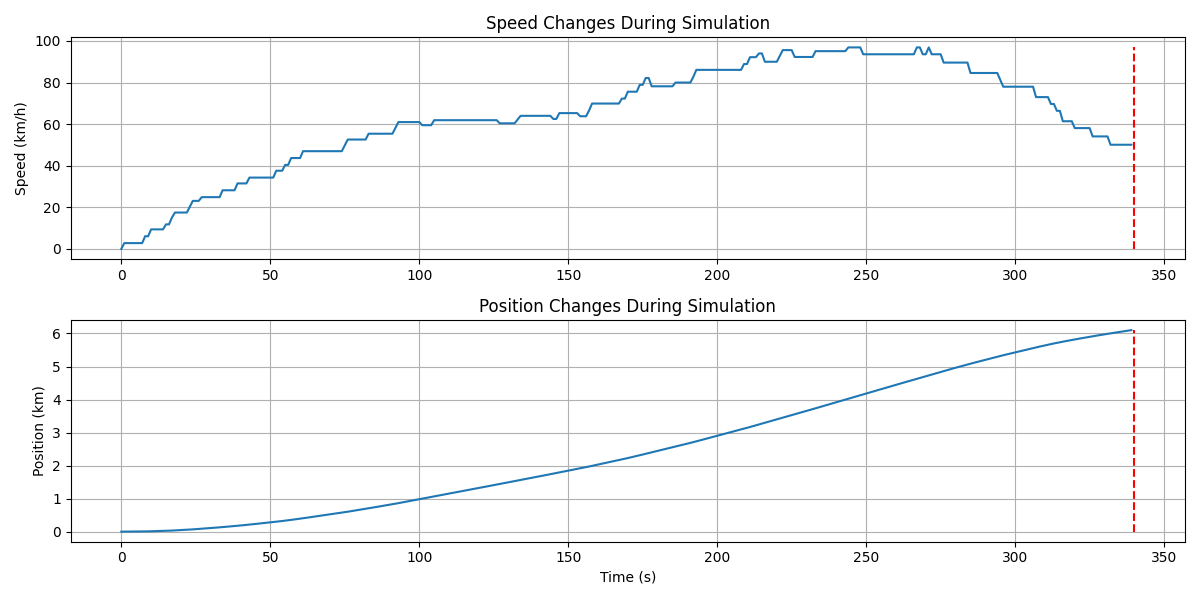 Speed Changes During Simulation
Speed (km/h)
100
80
60
40
20
0
0 50 100 150 200 250 300 350
Position Changes During Simulation
Position (km)
6
5
4
3
2
1
0
0 50 100 150 200 250 300 350
Time (s)